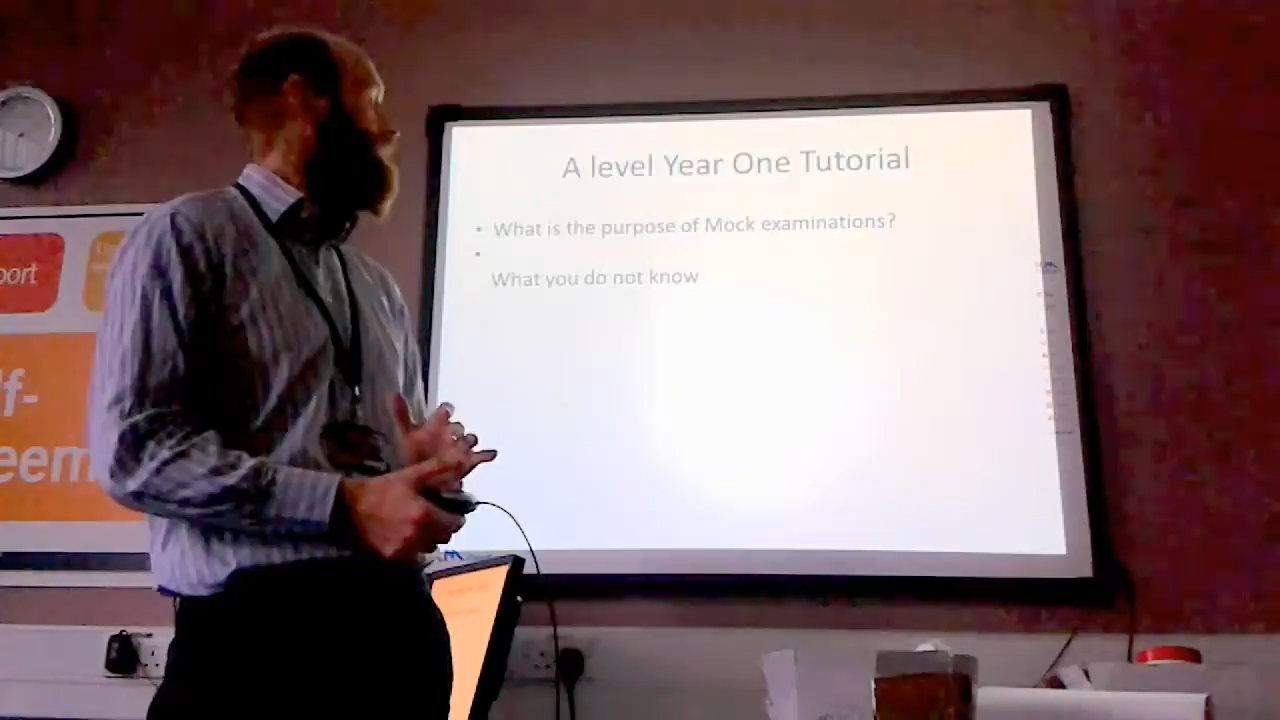 A level Year One Tutorial
• What is the purpose of Mock examinations?
•
What you do not know
port
lf-
eem